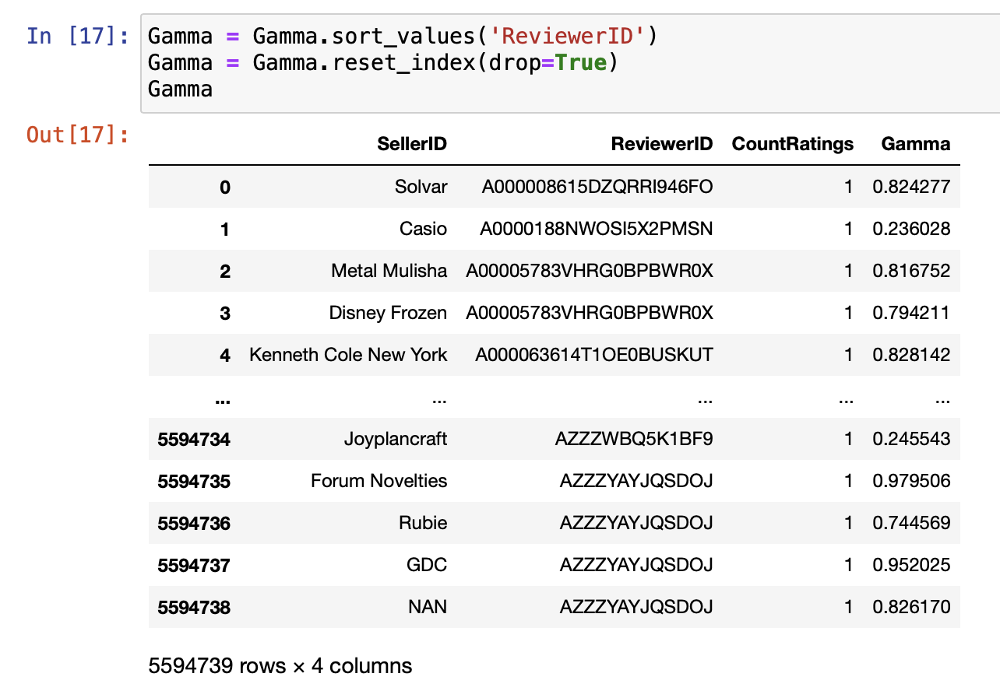 In [17]: Gamma = Gamma.sort_values('ReviewerID')
Gamma = Gamma.reset_index(drop=True)
Gamma
Out[17]:
SellerID ReviewerID CountRatings Gamma
0 Solvar A000008615DZQRRI946FO 1 0.824277
1 Casio A0000188NWOSI5X2PMSN 1 0.236028
2 Metal Mulisha A00005783VHRG0BPBWR0X 1 0.816752
3 Disney Frozen A00005783VHRG0BPBWR0X 1 0.794211
4 Kenneth Cole New York A000063614T1OE0BUSKUT 1 0.828142
... ... ... ... ...
5594734 Joyplancraft AZZZWBQ5K1BF9 1 0.245543
5594735 Forum Novelties AZZZYAYJQSDOJ 1 0.979506
5594736 Rubie AZZZYAYJQSDOJ 1 0.744569
5594737 GDC AZZZYAYJQSDOJ 1 0.952025
5594738 NAN AZZZYAYJQSDOJ 1 0.826170
5594739 rows × 4 columns